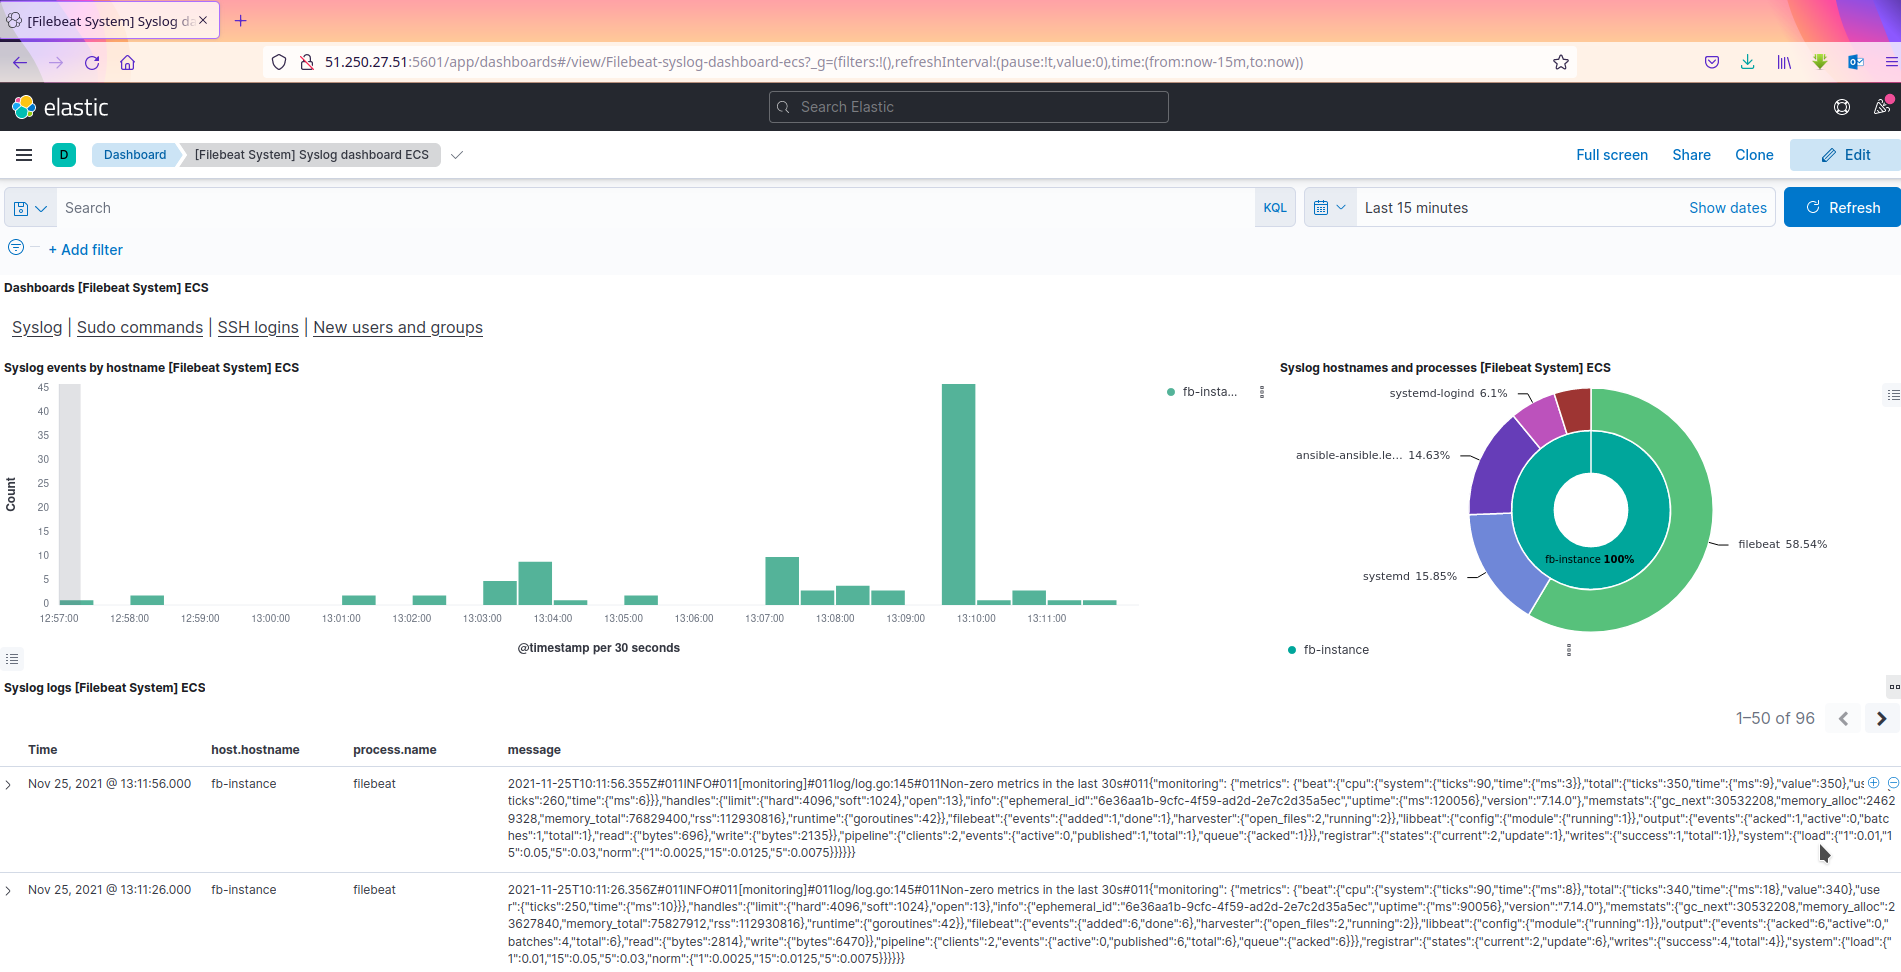 [Filebeat System] Syslog da
51.250.27.51:5601/app/dashboards#/view/Filebeat-syslog-dashboard-ecs?_g=(filters:!(),refreshInterval:(pause:!t,value:0),time:(from:now-15m,to:now))
elastic
Search Elastic
D Dashboard [Filebeat System] Syslog dashboard ECS Full screen Share Clone Edit
Search KQL Last 15 minutes Show dates Refresh
+ Add filter
Dashboards [Filebeat System] ECS
Syslog | Sudo commands | SSH logins | New users and groups
Syslog events by hostname [Filebeat System] ECS
45
40
35
30
25
20
15
10
5
0
Count
12:57:00 12:58:00 12:59:00 13:00:00 13:01:00 13:02:00 13:03:00 13:04:00 13:05:00 13:06:00 13:07:00 13:08:00 13:09:00 13:10:00 13:11:00
@timestamp per 30 seconds
fb-insta...
Syslog hostnames and processes [Filebeat System] ECS
systemd-logind 6.1%
ansible-ansible.le... 14.63%
filebeat 58.54%
fb-instance 100%
systemd 15.85%
fb-instance
Syslog logs [Filebeat System] ECS
1–50 of 96
Time host.hostname process.name message
Nov 25, 2021 @ 13:11:56.000 fb-instance filebeat 2021-11-25T10:11:56.355Z#011INFO#011[monitoring]#011log/log.go:145#011Non-zero metrics in the last 30s#011{"monitoring": {"metrics": {"beat":{"cpu":{"system":{"ticks":90,"time":{"ms":3}},"total":{"ticks":350,"time":{"ms":9},"value":350},"us
ticks":260,"time":{"ms":6}}},"handles":{"limit":{"hard":4096,"soft":1024},"open":13},"info":{"ephemeral_id":"6e36aa1b-9cfc-4f59-ad2d-2e7c2d35a5ec","uptime":{"ms":120056},"version":"7.14.0"},"memstats":{"gc_next":30532208,"memory_alloc":2462
9328,"memory_total":76829400,"rss":112930816},"runtime":{"goroutines":42}},"filebeat":{"events":{"added":1,"done":1},"harvester":{"open_files":2,"running":2}},"libbeat":{"config":{"module":{"running":1}},"output":{"events":{"acked":1,"active":0,"batc
hes":1,"total":1},"read":{"bytes":696},"write":{"bytes":2135}},"pipeline":{"clients":2,"events":{"active":0,"published":1,"total":1},"queue":{"acked":1}}},"registrar":{"states":{"current":2,"update":1},"writes":{"success":1,"total":1}},"system":{"load":{"1":0.01,"1
5":0.05,"5":0.03,"norm":{"1":0.0025,"15":0.0125,"5":0.0075}}}}}}
Nov 25, 2021 @ 13:11:26.000 fb-instance filebeat 2021-11-25T10:11:26.356Z#011INFO#011[monitoring]#011log/log.go:145#011Non-zero metrics in the last 30s#011{"monitoring": {"metrics": {"beat":{"cpu":{"system":{"ticks":90,"time":{"ms":8}},"total":{"ticks":340,"time":{"ms":18},"value":340},"use
r":{"ticks":250,"time":{"ms":10}}},"handles":{"limit":{"hard":4096,"soft":1024},"open":13},"info":{"ephemeral_id":"6e36aa1b-9cfc-4f59-ad2d-2e7c2d35a5ec","uptime":{"ms":90056},"version":"7.14.0"},"memstats":{"gc_next":30532208,"memory_alloc":2
3627840,"memory_total":75827912,"rss":112930816},"runtime":{"goroutines":42}},"filebeat":{"events":{"added":6,"done":6},"harvester":{"open_files":2,"running":2}},"libbeat":{"config":{"module":{"running":1}},"output":{"events":{"acked":6,"active":0,"
batches":4,"total":6},"read":{"bytes":2814},"write":{"bytes":6470}},"pipeline":{"clients":2,"events":{"active":0,"published":6,"total":6},"queue":{"acked":6}}},"registrar":{"states":{"current":2,"update":6},"writes":{"success":4,"total":4}},"system":{"load":{"
1":0.01,"15":0.05,"5":0.03,"norm":{"1":0.0025,"15":0.0125,"5":0.0075}}}}}}